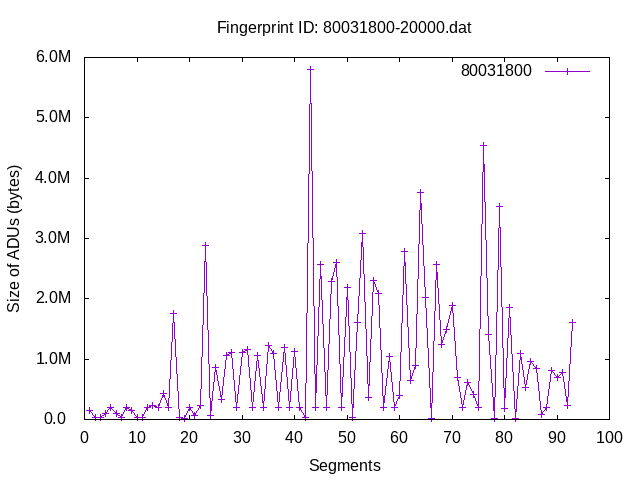 Fingerprint ID: 80031800-20000.dat
80031800
6.0M
5.0M
4.0M
3.0M
2.0M
1.0M
0.0
Size of ADUs (bytes)
0 10 20 30 40 50 60 70 80 90 100
Segments